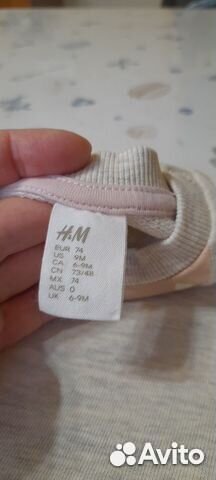 H&M
EUR 74
US 9M
CA 6-9M
CN 73/48
MX 74
AUS 0
UK 6-9M
Avito